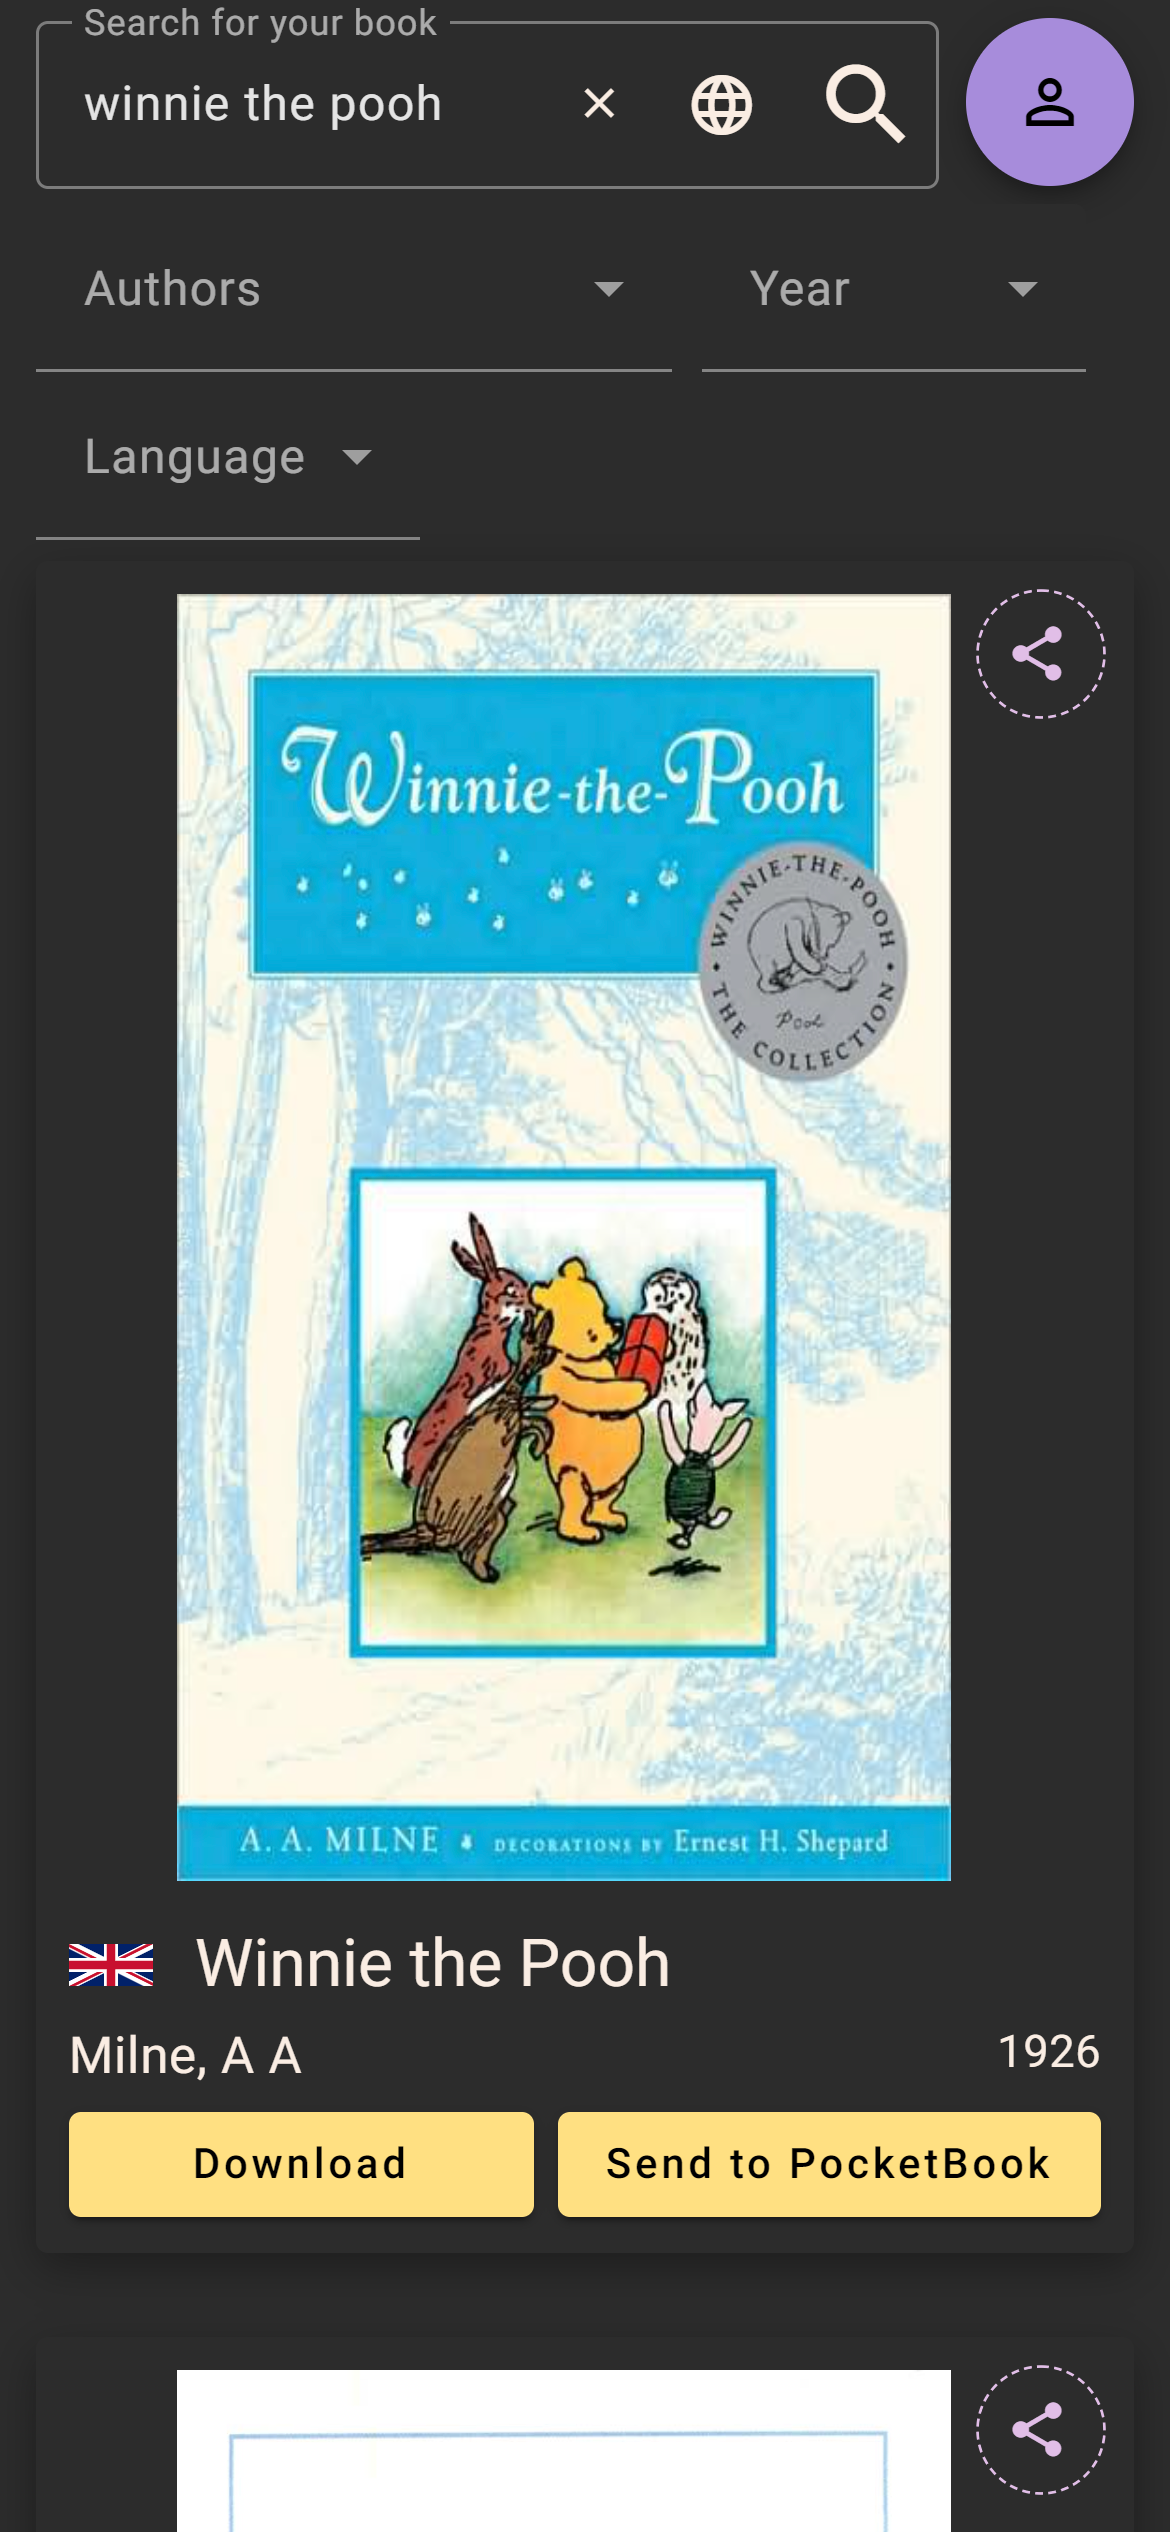 Search for your book
winnie the pooh
Authors
Year
Language
Winnie-the-Pooh
• WINNIE-THE-POOH •
THE COLLECTION
Pooh
A. A. MILNE DECORATIONS BY Ernest H. Shepard
Winnie the Pooh
Milne, A A
1926
Download
Send to PocketBook